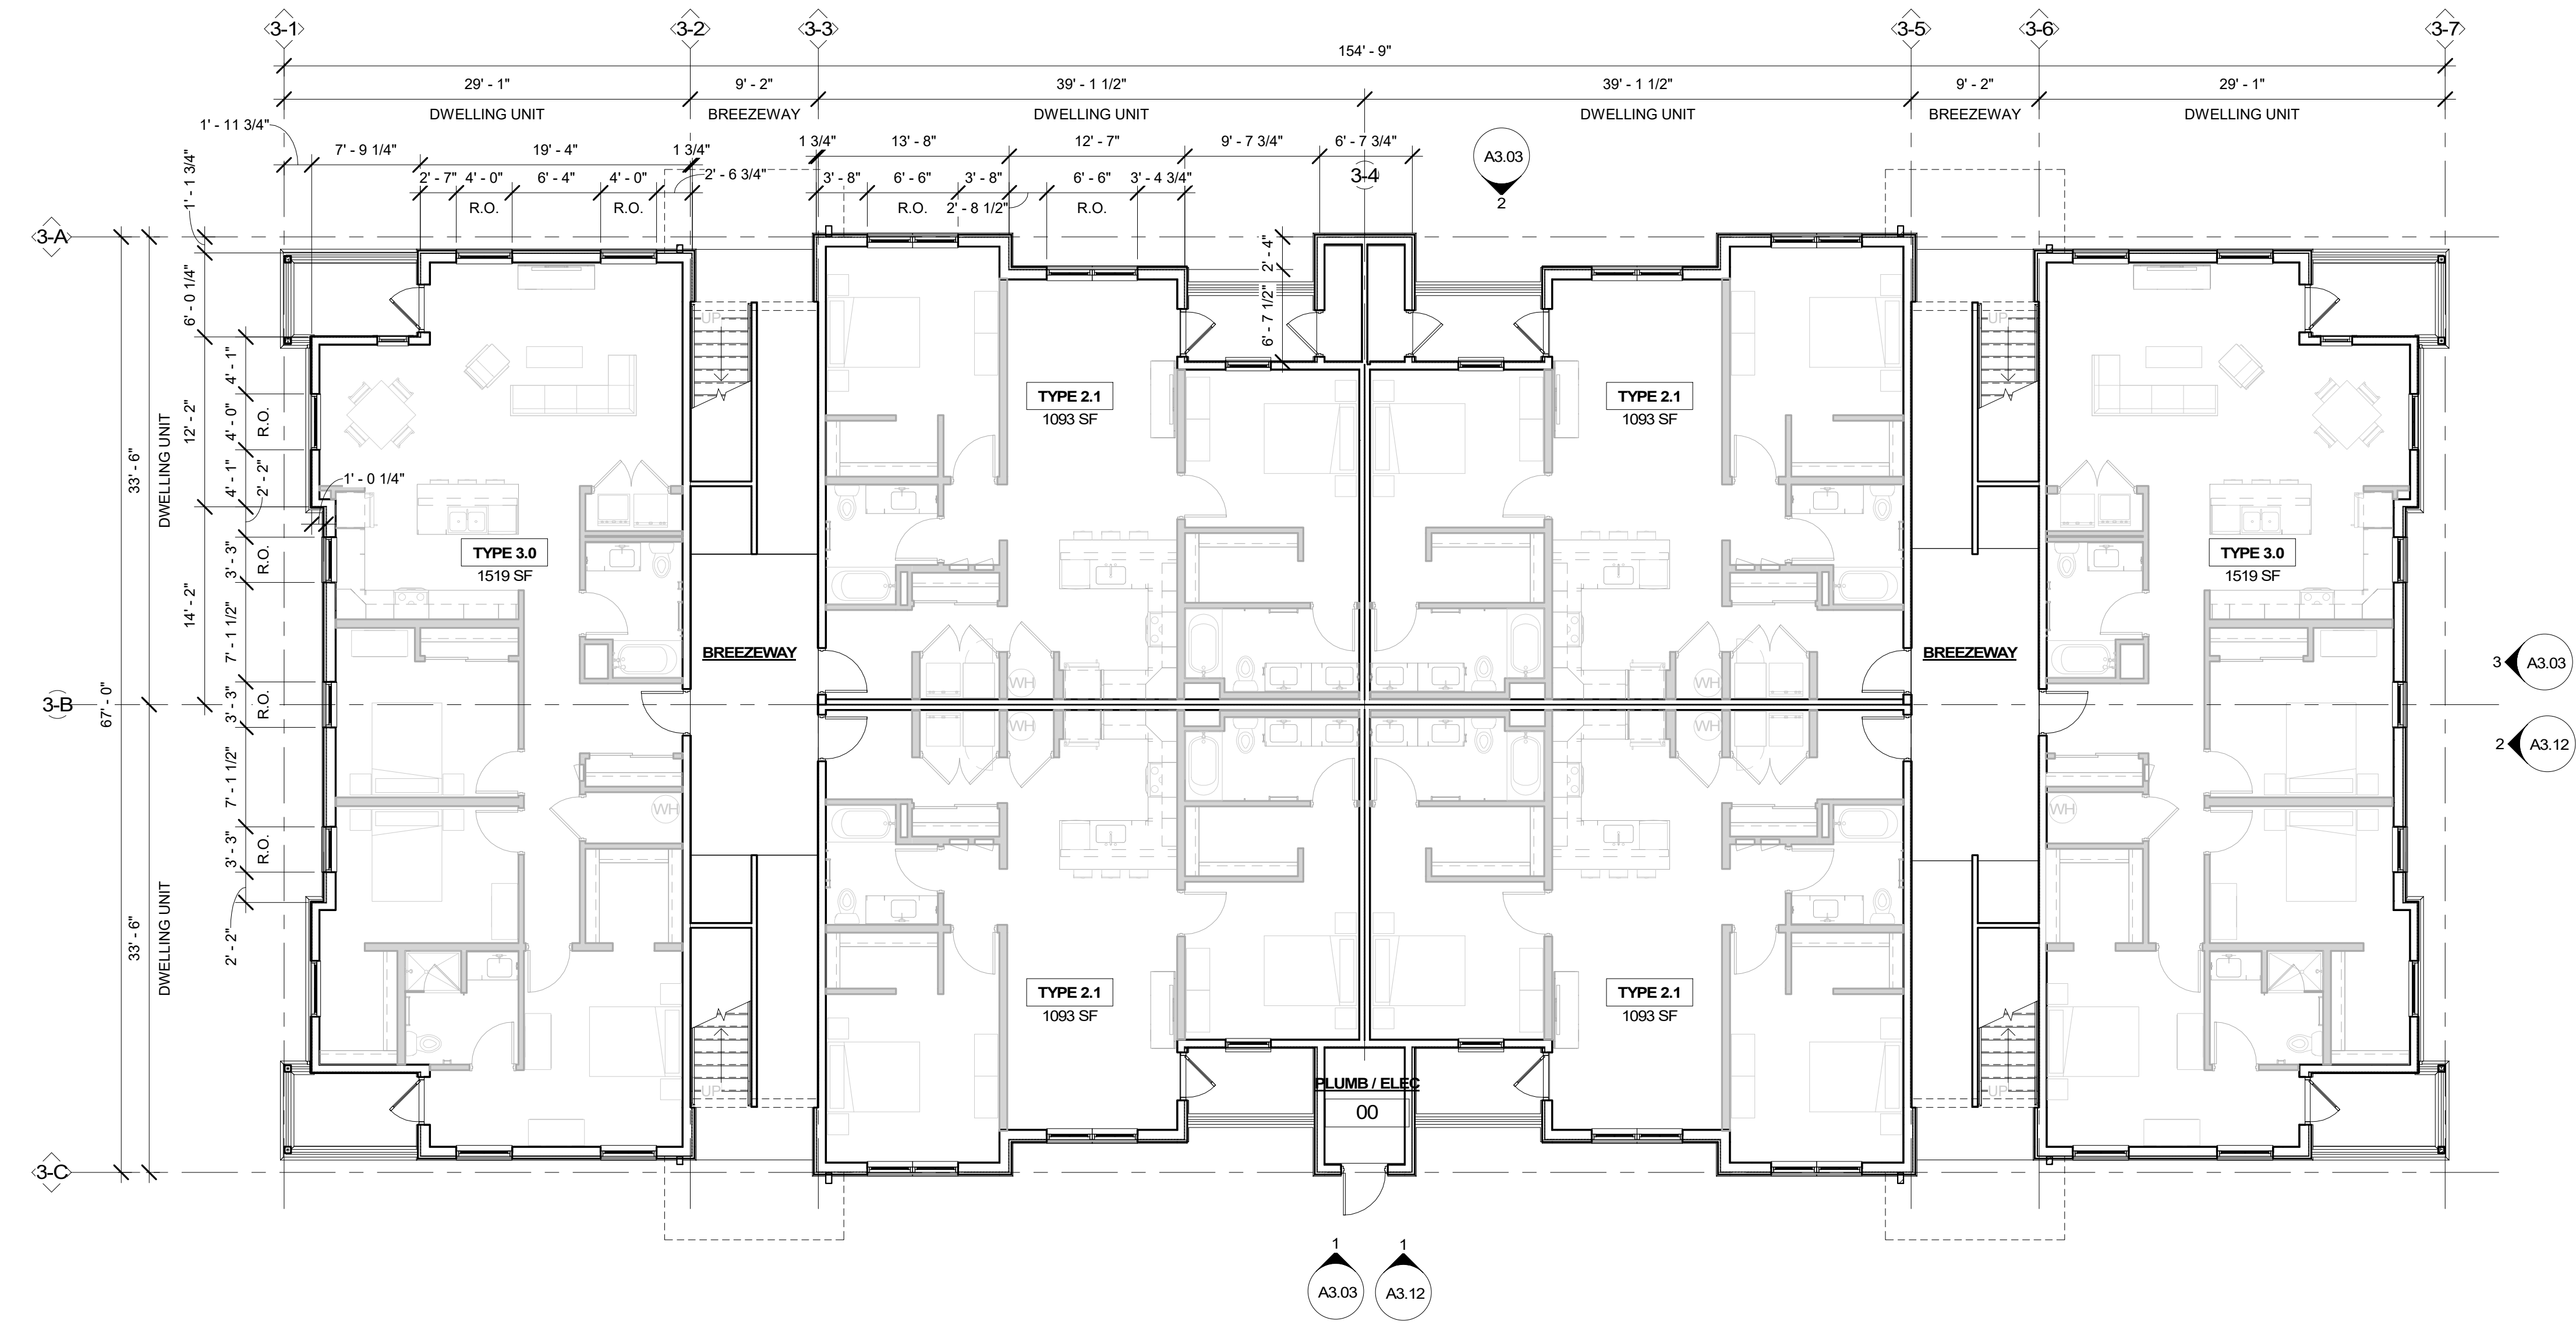 3-1 3-2 3-3 3-5 3-6 3-7
154' - 9"
29' - 1" 9' - 2" 39' - 1 1/2" 39' - 1 1/2" 9' - 2" 29' - 1"
DWELLING UNIT BREEZEWAY DWELLING UNIT DWELLING UNIT BREEZEWAY DWELLING UNIT
1' - 11 3/4"
7' - 9 1/4" 19' - 4" 1 3/4" 1 3/4" 13' - 8" 12' - 7" 9' - 7 3/4" 6' - 7 3/4"
A3.03
2
3-4
2' - 7" 4' - 0" 6' - 4" 4' - 0" 2' - 6 3/4" 3' - 8" 6' - 6" 3' - 8" 6' - 6" 3' - 4 3/4"
R.O. R.O. R.O. 2' - 8 1/2" R.O.
1' - 1 3/4"
3-A
2' - 4"
6' - 0 1/4"
6' - 7 1/2"
UP
UP
4' - 1"
12' - 2"
4' - 0"
R.O.
4' - 1"
2' - 2"
1' - 0 1/4"
33' - 6"
DWELLING UNIT
TYPE 2.1
1093 SF
TYPE 2.1
1093 SF
TYPE 3.0
1519 SF
TYPE 3.0
1519 SF
3' - 3"
R.O.
14' - 2"
7' - 1 1/2"
BREEZEWAY
BREEZEWAY
WH
WH
3
A3.03
3-B
67' - 0"
3' - 3"
R.O.
WH
WH
2
A3.12
7' - 1 1/2"
WH
WH
3' - 3"
R.O.
2' - 2"
33' - 6"
DWELLING UNIT
TYPE 2.1
1093 SF
TYPE 2.1
1093 SF
UP
UP
PLUMB / ELEC
00
3-C
1
A3.03
1
A3.12